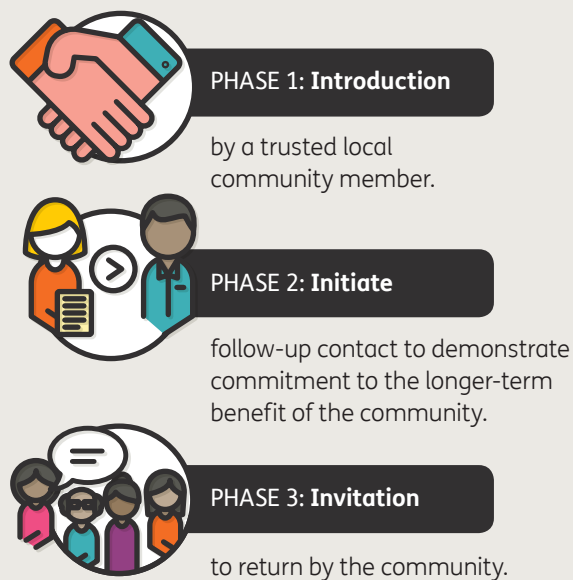 PHASE 1: Introduction
by a trusted local
community member.
PHASE 2: Initiate
follow-up contact to demonstrate
commitment to the longer-term
benefit of the community.
PHASE 3: Invitation
to return by the community.